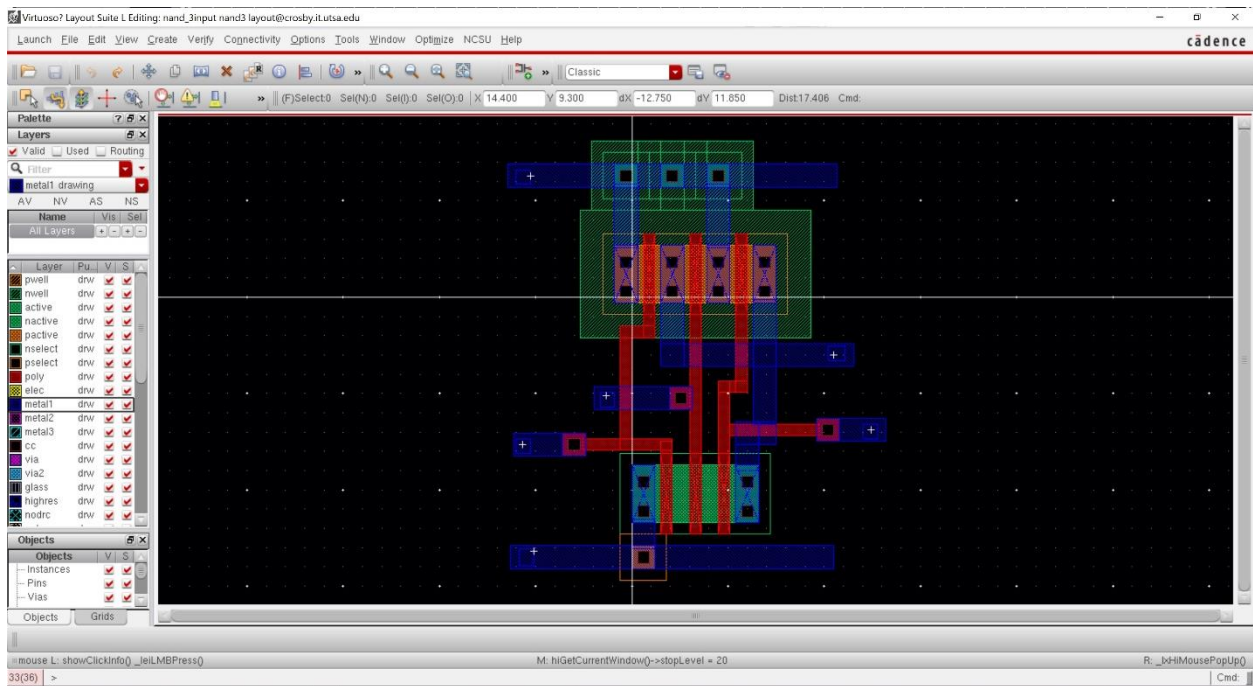 Virtuoso? Layout Suite L Editing: nand_3input nand3 layout@crosby.it.utsa.edu
Launch File Edit View Create Verify Connectivity Options Tools Window Optimize NCSU Help
cādence
» » Classic
» (F)Select:0 Sel(N):0 Sel(I):0 Sel(O):0 X 14.400 Y 9.300 dX -12.750 dY 11.850 Dist:17.406 Cmd:
Palette
Layers
Valid Used Routing
Filter
metal1 drawing
AV NV AS NS
Name Vis Sel
All Layers + - + -
Layer Pu... V S
pwell drw
nwell drw
active drw
nactive drw
pactive drw
nselect drw
pselect drw
poly drw
elec drw
metal1 drw
metal2 drw
metal3 drw
cc drw
via drw
via2 drw
glass drw
highres drw
nodrc drw
Objects
Objects V S
Instances
Pins
Vias
Objects Grids
mouse L: showClickInfo() _leiLMBPress() M: hiGetCurrentWindow()->stopLevel = 20 R: _lxHiMousePopUp()
33(36) > Cmd: